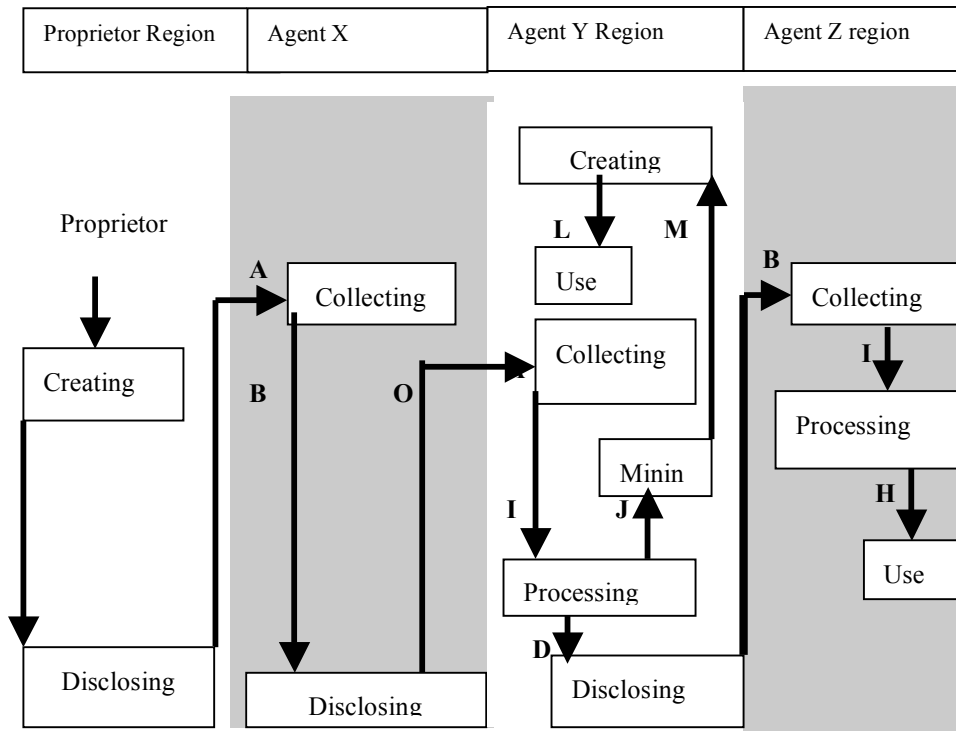 Proprietor Region
Agent X
Agent Y Region
Agent Z region
Proprietor
Creating
Disclosing
A
Collecting
B
O
Disclosing
Creating
L
M
Use
Collecting
Minin
I
J
Processing
D
Disclosing
B
Collecting
I
Processing
H
Use